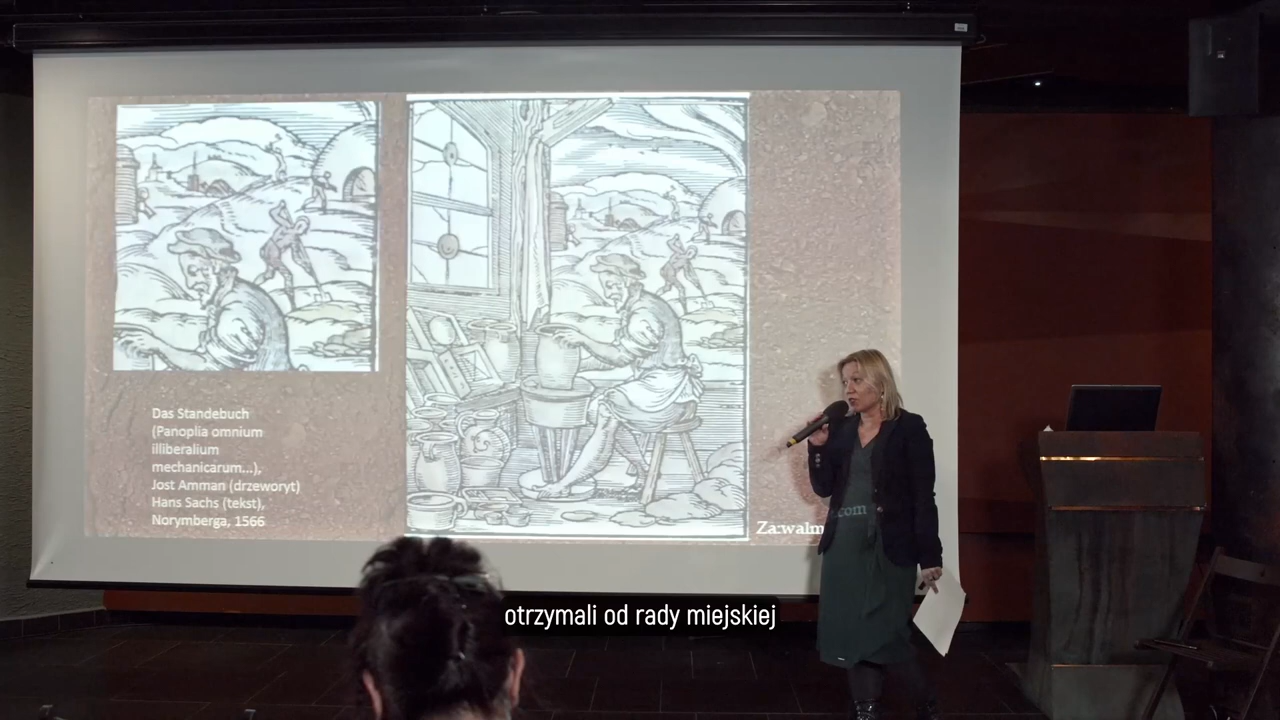 Das Standebuch
(Panoplia omnium
illiberalium
mechanicarum...),
Jost Amman (drzeworyt)
Hans Sachs (tekst),
Norymberga, 1566
otrzymali od rady miejskiej